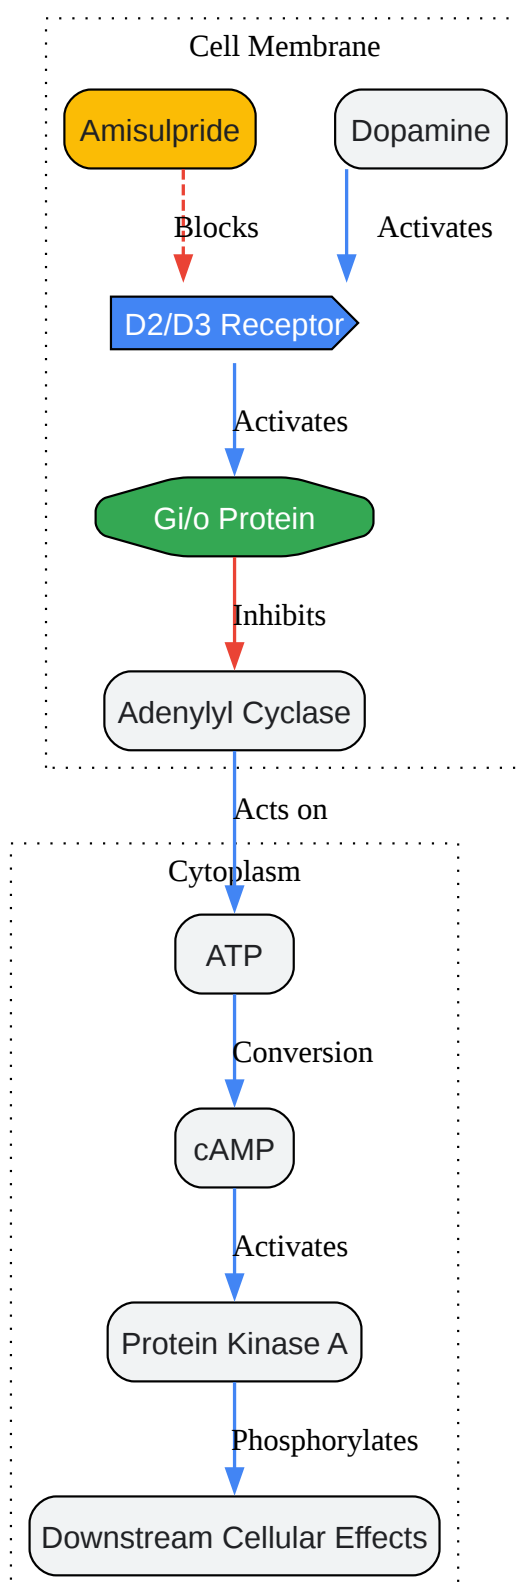 Cell Membrane
Amisulpride
Dopamine
Blocks
Activates
D2/D3 Receptor
Activates
Gi/o Protein
Inhibits
Adenylyl Cyclase
Acts on
Cytoplasm
ATP
Conversion
cAMP
Activates
Protein Kinase A
Phosphorylates
Downstream Cellular Effects